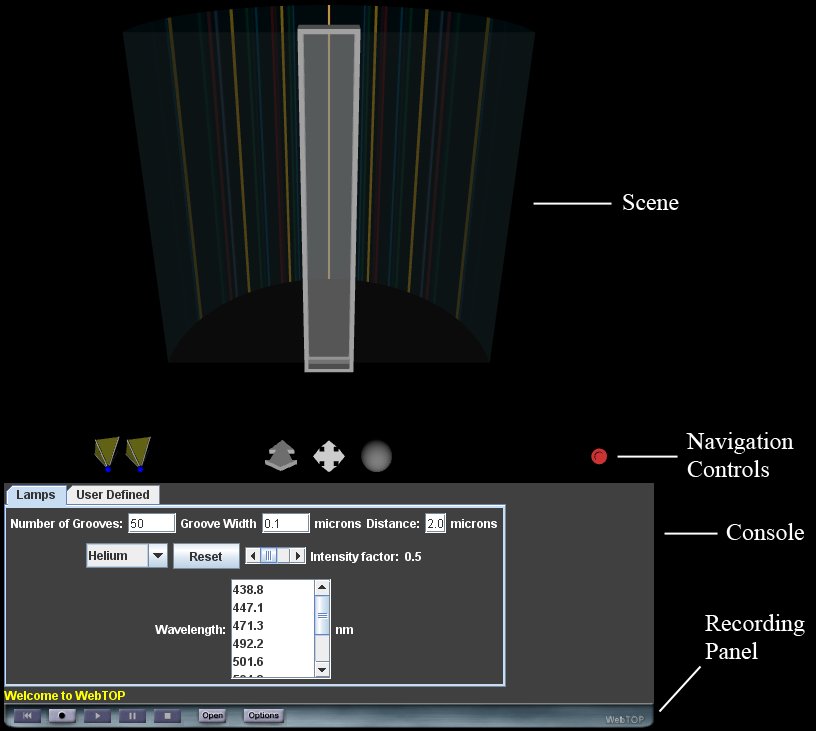 Scene
Navigation
Controls
Lamps User Defined
Number of Grooves: 50 Groove Width 0.1 microns Distance: 2.0 microns
Console
Helium Reset Intensity factor: 0.5
438.8
447.1
Wavelength: 471.3 nm
492.2
501.6
Recording
Panel
Welcome to WebTOP
Open Options WebTOP